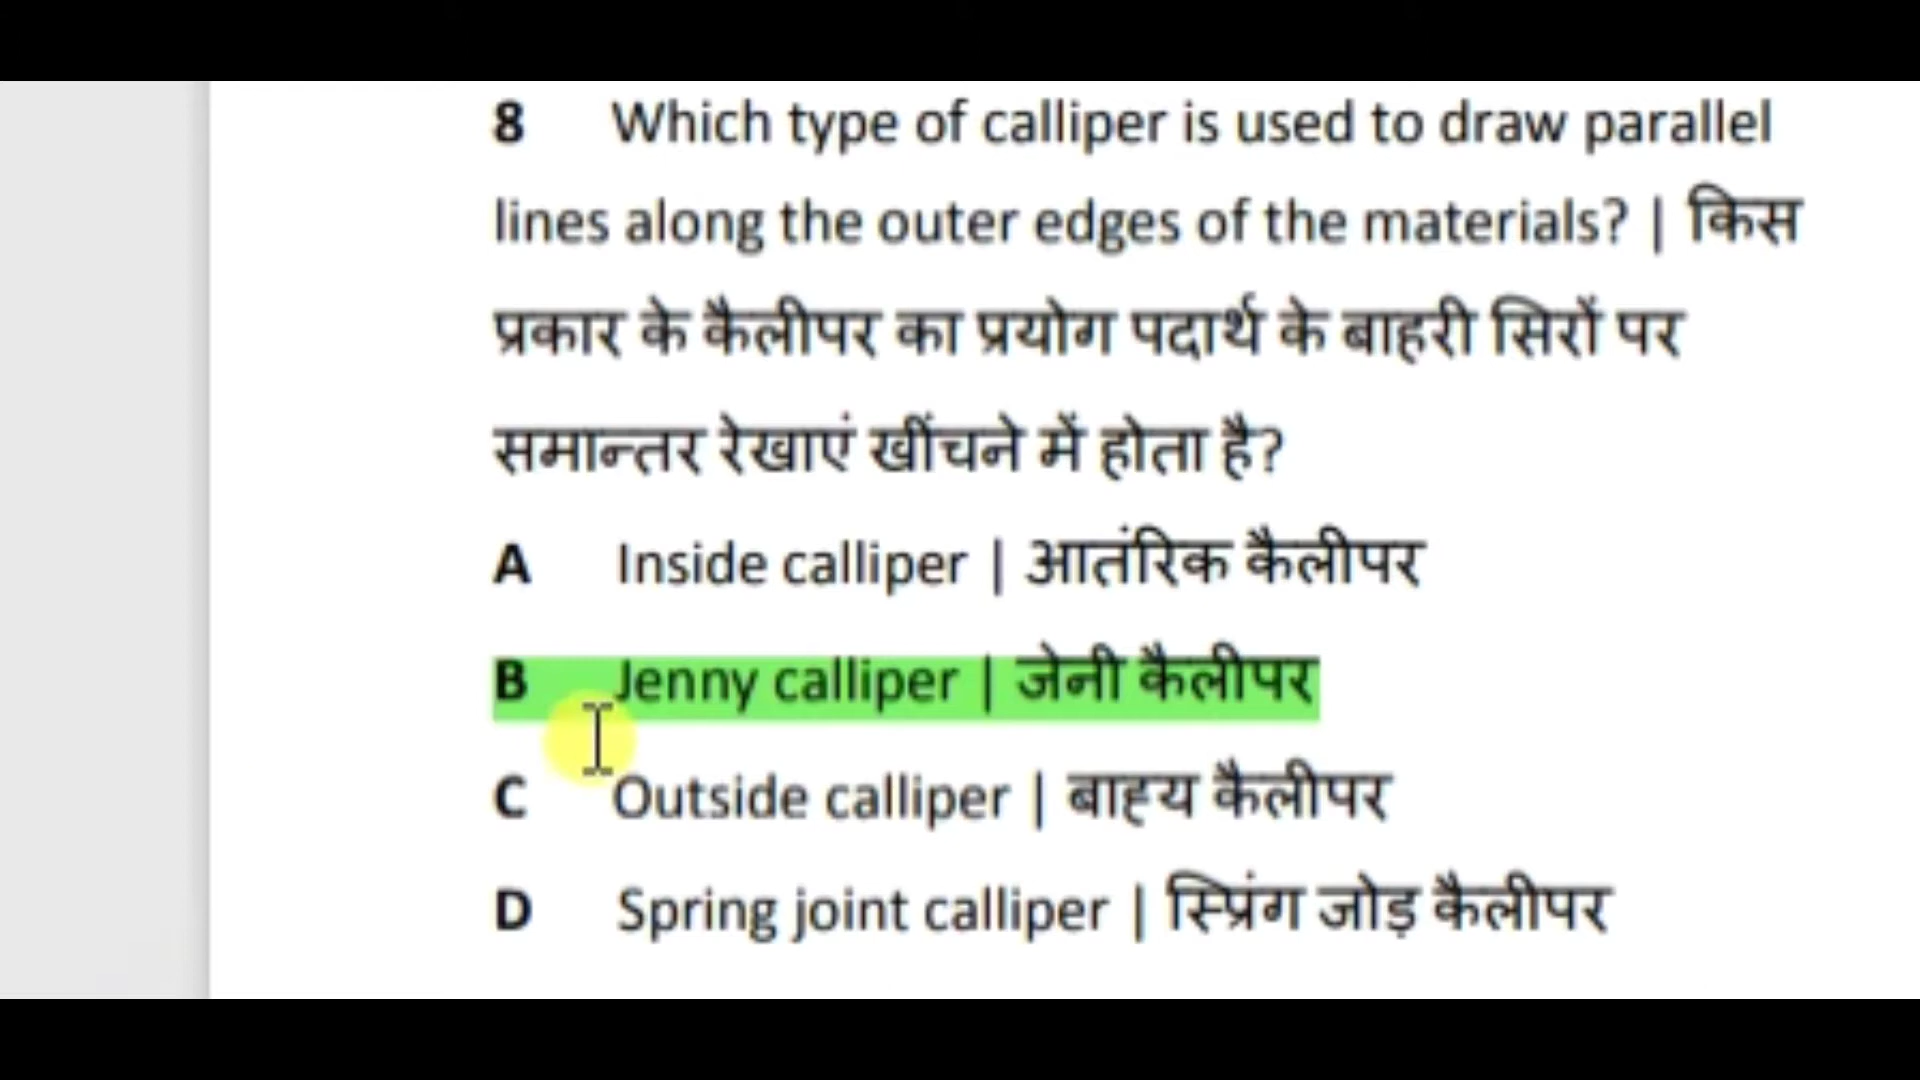 8 Which type of calliper is used to draw parallel
lines along the outer edges of the materials? | किस
प्रकार के कैलीपर का प्रयोग पदार्थ के बाहरी सिरों पर
समान्तर रेखाएं खींचने में होता है?
A Inside calliper | आतंरिक कैलीपर
B Jenny calliper | जेनी कैलीपर
C Outside calliper | बाह्य कैलीपर
D Spring joint calliper | स्प्रिंग जोड़ कैलीपर